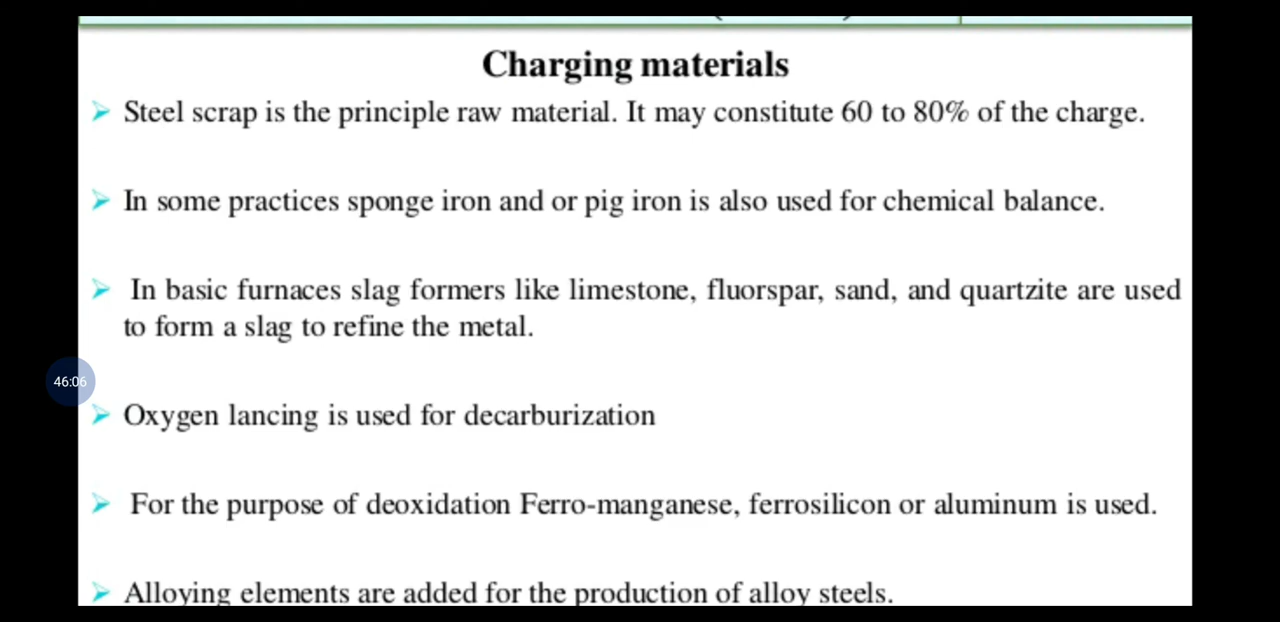 Charging materials
Steel scrap is the principle raw material. It may constitute 60 to 80% of the charge.
In some practices sponge iron and or pig iron is also used for chemical balance.
In basic furnaces slag formers like limestone, fluorspar, sand, and quartzite are used
to form a slag to refine the metal.
46:06
Oxygen lancing is used for decarburization
For the purpose of deoxidation Ferro-manganese, ferrosilicon or aluminum is used.
Alloying elements are added for the production of alloy steels.